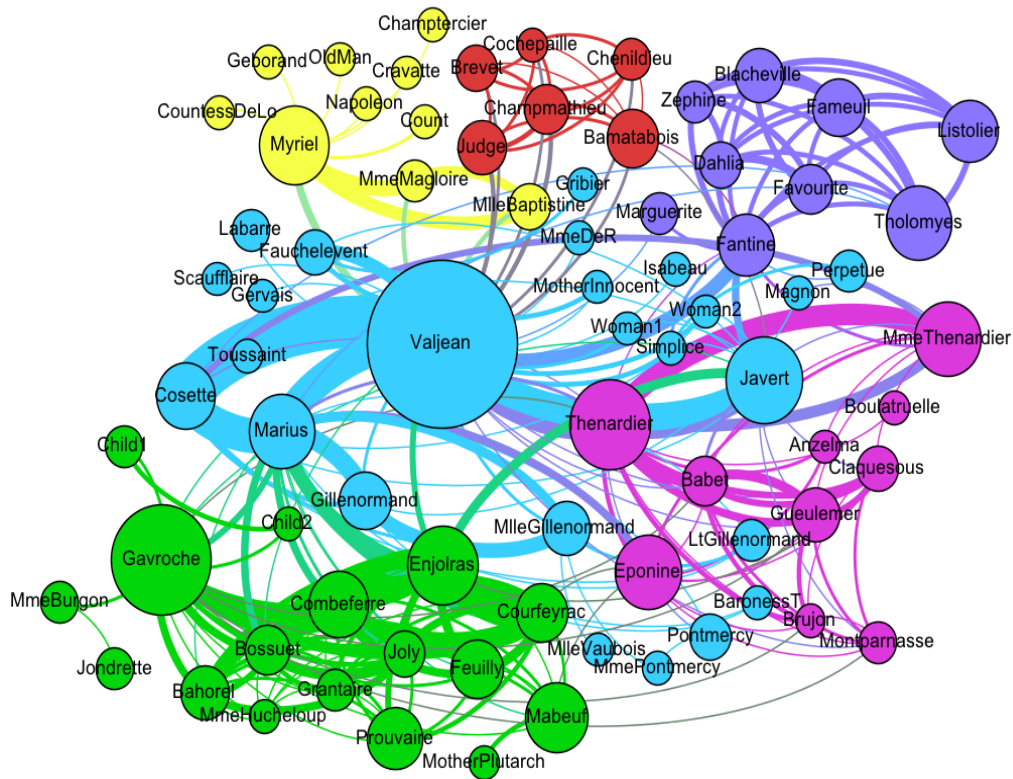 Champtercier
Cochepaille
Geborand
OldMan
Chenildieu
Cravatte
Brevet
Blacheville
CountessDeLo
Napoleon
Zephine
Fameuil
Champmathieu
Count
Listolier
Myriel
Judge
Bamatabois
MmeMagloire
Gribier
Dahlia
Favourite
MlleBaptistine
Marguerite
Tholomyes
Labarre
MmeDeR
Fantine
Fauchelevent
Scaufflaire
Isabeau
Perpetue
Gervais
MotherInnocent
Magnon
Woman2
Woman1
Valjean
Simplice
MmeThenardier
Toussaint
Javert
Cosette
Boulatruelle
Marius
Thenardier
Child1
Anzelma
Claquesous
Babet
Gillenormand
Gueulemer
Child2
MlleGillenormand
LtGillenormand
Gavroche
Enjolras
Eponine
MmeBurgon
Combeferre
Courfeyrac
BaronessT
Brujon
Pontmercy
Montparnasse
Bossuet
Joly
MlleVaubois
Jondrette
Feuilly
MmePontmercy
Bahorel
Grantaire
MmeHucheloup
Mabeuf
Prouvaire
MotherPlutarch